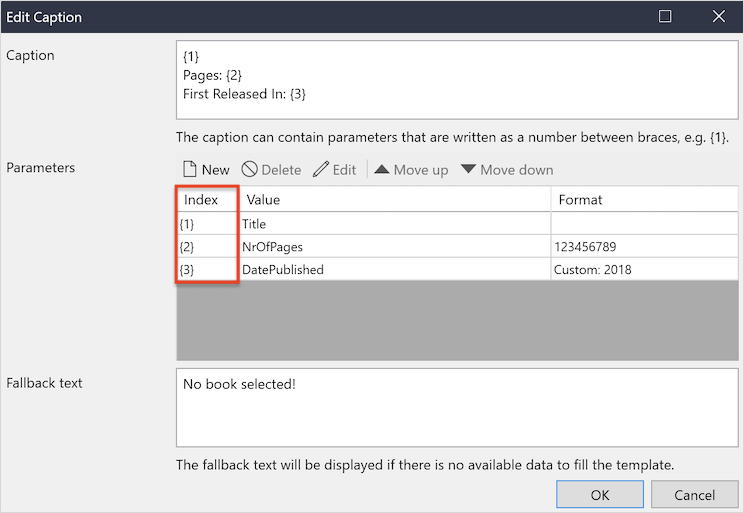 Edit Caption
Caption
{1}
Pages: {2}
First Released In: {3}
The caption can contain parameters that are written as a number between braces, e.g. {1}.
Parameters
New Delete Edit Move up Move down
Index Value Format
{1} Title
{2} NrOfPages 123456789
{3} DatePublished Custom: 2018
Fallback text
No book selected!
The fallback text will be displayed if there is no available data to fill the template.
OK Cancel